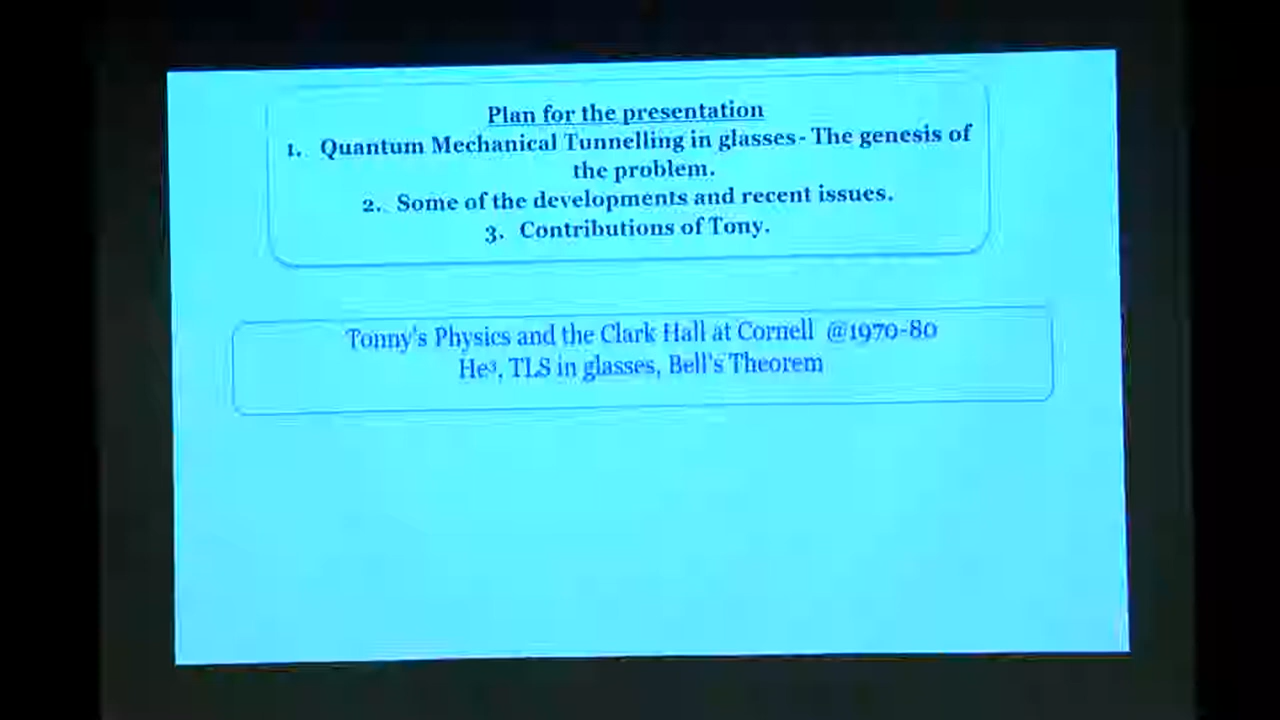 Plan for the presentation
1. Quantum Mechanical Tunnelling in glasses- The genesis of
the problem.
2. Some of the developments and recent issues.
3. Contributions of Tony.
Tonny's Physics and the Clark Hall at Cornell @1970-80
He³, TLS in glasses, Bell's Theorem